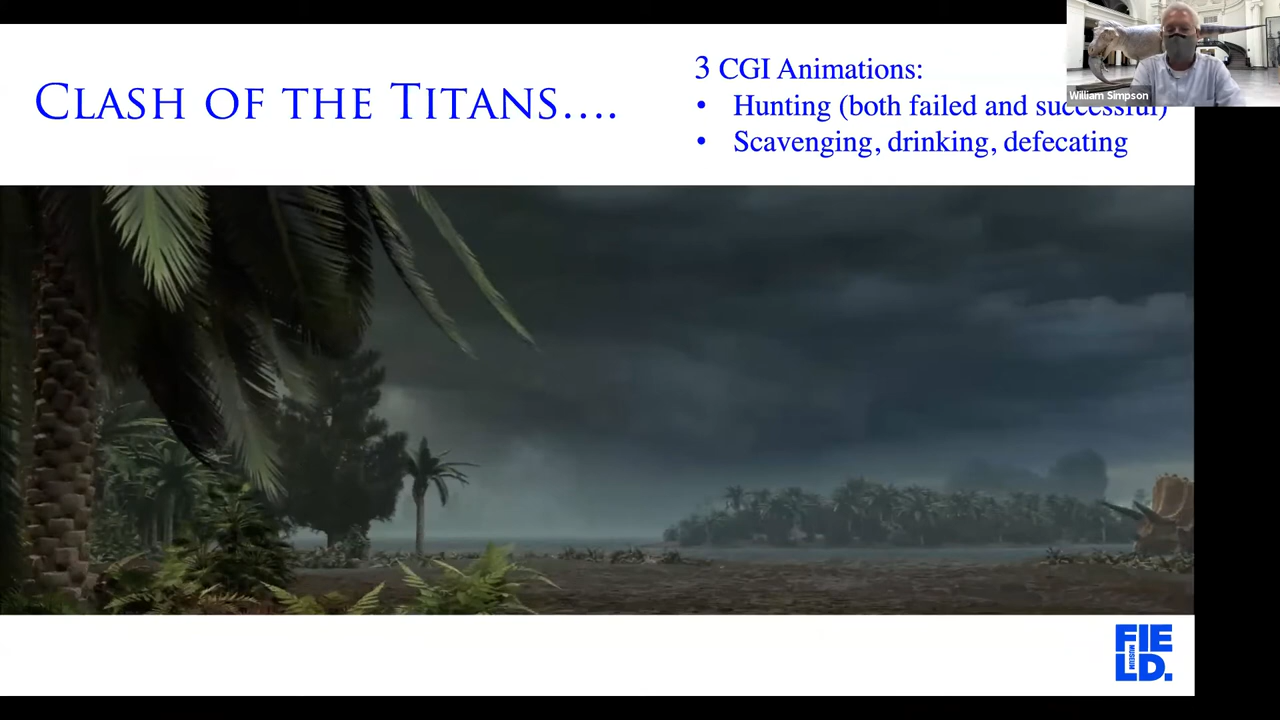 CLASH OF THE TITANS….
3 CGI Animations:
• Hunting (both failed and successful)
• Scavenging, drinking, defecating
William Simpson
FIE
MUSEUM
LD.